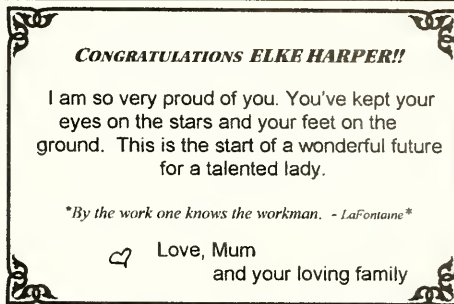 CONGRATULATIONS ELKE HARPER!!
I am so very proud of you. You've kept your
eyes on the stars and your feet on the
ground. This is the start of a wonderful future
for a talented lady.
*By the work one knows the workman. - LaFontaine*
Love, Mum
and your loving family